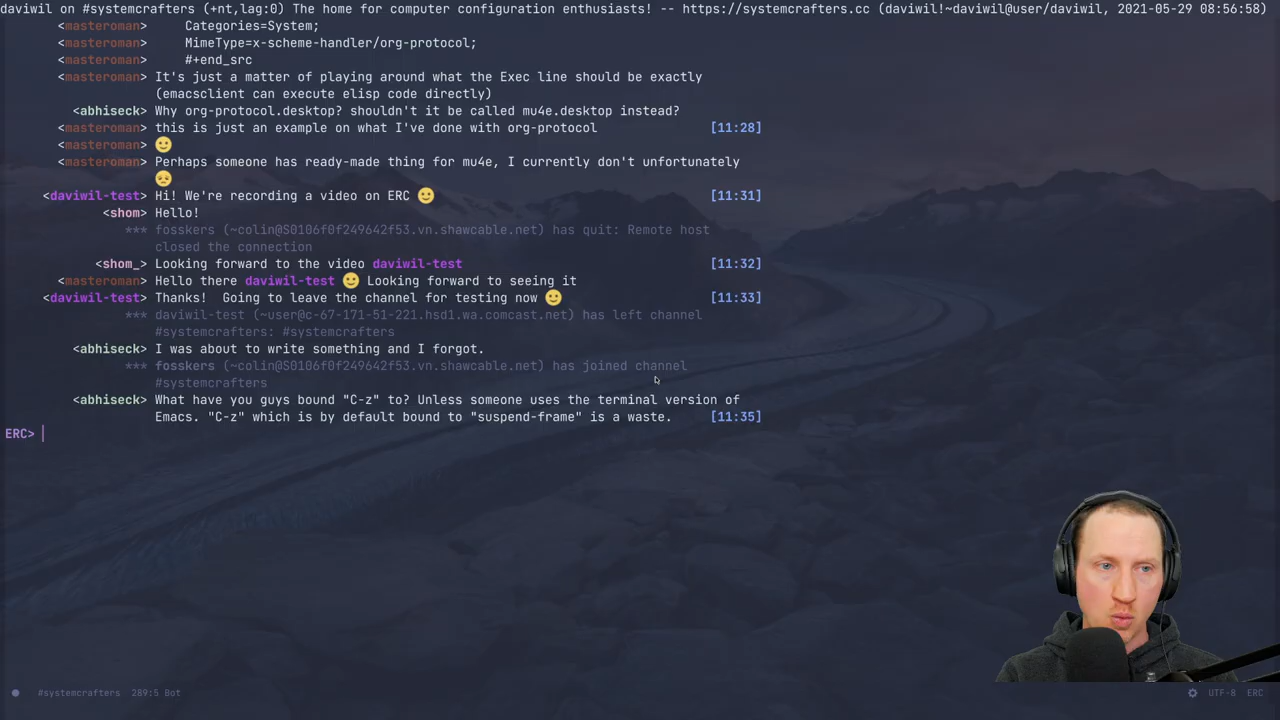 daviwil on #systemcrafters (+nt,lag:0) The home for computer configuration enthusiasts! -- https://systemcrafters.cc (daviwil!~daviwil@user/daviwil, 2021-05-29 08:56:58)
<masteroman>     Categories=System;
<masteroman>     MimeType=x-scheme-handler/org-protocol;
<masteroman>     #+end_src
<masteroman> It's just a matter of playing around what the Exec line should be exactly
(emacsclient can execute elisp code directly)
<abhiseck> Why org-protocol.desktop? shouldn't it be called mu4e.desktop instead?
<masteroman> this is just an example on what I've done with org-protocol [11:28]
<masteroman> 🙂
<masteroman> Perhaps someone has ready-made thing for mu4e, I currently don't unfortunately
😞
<daviwil-test> Hi! We're recording a video on ERC 🙂 [11:31]
<shom> Hello!
*** fosskers (~colin@S0106f0f249642f53.vn.shawcable.net) has quit: Remote host
closed the connection
<shom_> Looking forward to the video daviwil-test [11:32]
<masteroman> Hello there daviwil-test 🙂 Looking forward to seeing it
<daviwil-test> Thanks!  Going to leave the channel for testing now 🙂 [11:33]
*** daviwil-test (~user@c-67-171-51-221.hsd1.wa.comcast.net) has left channel
#systemcrafters: #systemcrafters
<abhiseck> I was about to write something and I forgot.
*** fosskers (~colin@S0106f0f249642f53.vn.shawcable.net) has joined channel
#systemcrafters
<abhiseck> What have you guys bound "C-z" to? Unless someone uses the terminal version of
Emacs. "C-z" which is by default bound to "suspend-frame" is a waste. [11:35]
ERC>
#systemcrafters  289:5 Bot UTF-8  ERC